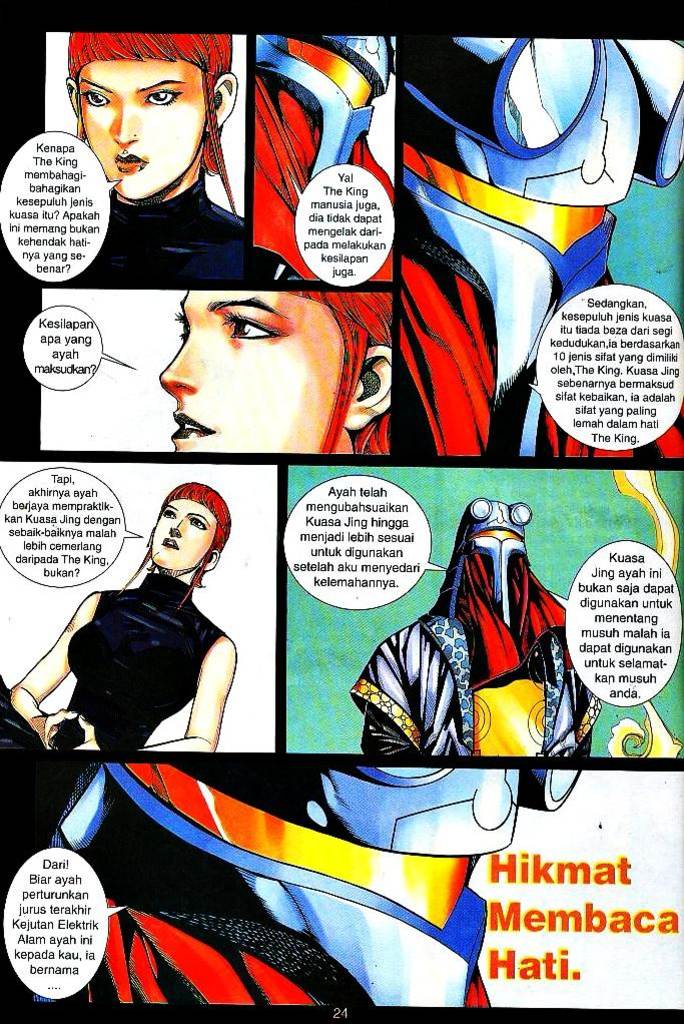 Kenapa
The King
membahagi-
bahagikan
kesepuluh jenis
kuasa itu? Apakah
ini memang bukan
kehendak hati-
nya yang se-
benar?
Ya!
The King
manusia juga,
dia tidak dapat
mengelak dari-
pada melakukan
kesilapan
juga.
Sedangkan,
kesepuluh jenis kuasa
itu tiada beza dari segi
kedudukan,ia berdasarkan
10 jenis sifat yang dimiliki
oleh,The King. Kuasa Jing
sebenarnya bermaksud
sifat kebaikan, ia adalah
sifat yang paling
lemah dalam hati
The King.
Kesilapan
apa yang
ayah
maksudkan?
Tapi,
akhirnya ayah
berjaya mempraktik-
kan Kuasa Jing dengan
sebaik-baiknya malah
lebih cemerlang
daripada The King,
bukan?
Ayah telah
mengubahsuaikan
Kuasa Jing hingga
menjadi lebih sesuai
untuk digunakan
setelah aku menyedari
kelemahannya.
Kuasa
Jing ayah ini
bukan saja dapat
digunakan untuk
menentang
musuh malah ia
dapat digunakan
untuk selamat-
kan musuh
anda.
Dari!
Biar ayah
perturunkan
jurus terakhir
Kejutan Elektrik
Alam ayah ini
kepada kau, ia
bernama
....
Hikmat
Membaca
Hati.
24